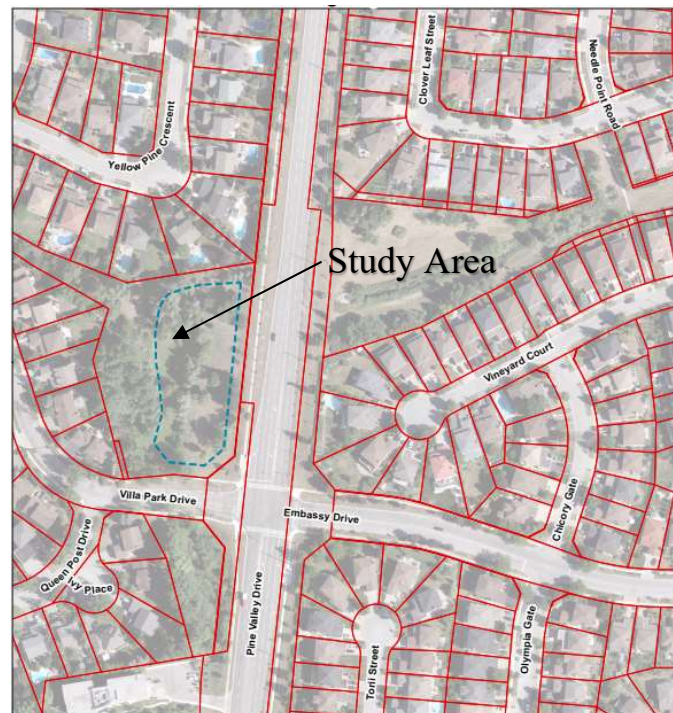 Clover Leaf Street
Needle Point Road
Yellow Pine Crescent
Study Area
Vineyard Court
Villa Park Drive
Embassy Drive
Chicory Gate
Queen Post Drive
Ivy Place
Pine Valley Drive
Torii Street
Olympia Gate